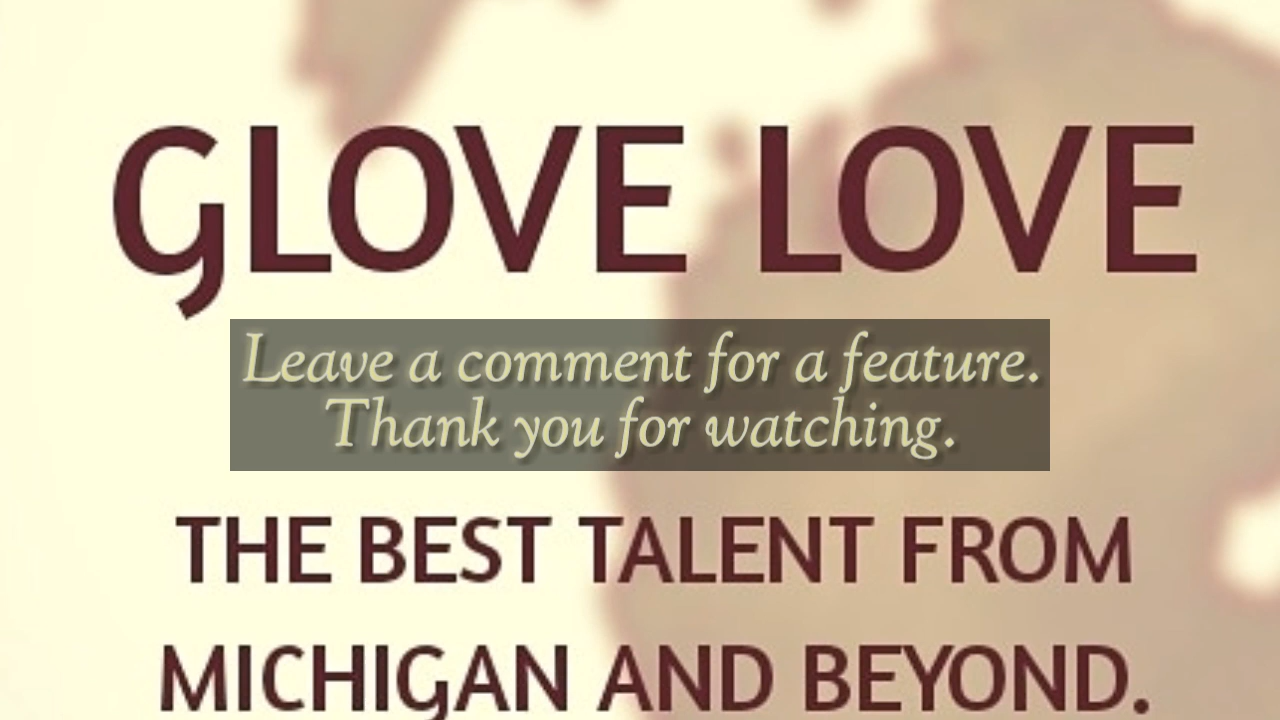 GLOVE LOVE
Leave a comment for a feature.
Thank you for watching.
THE BEST TALENT FROM
MICHIGAN AND BEYOND.